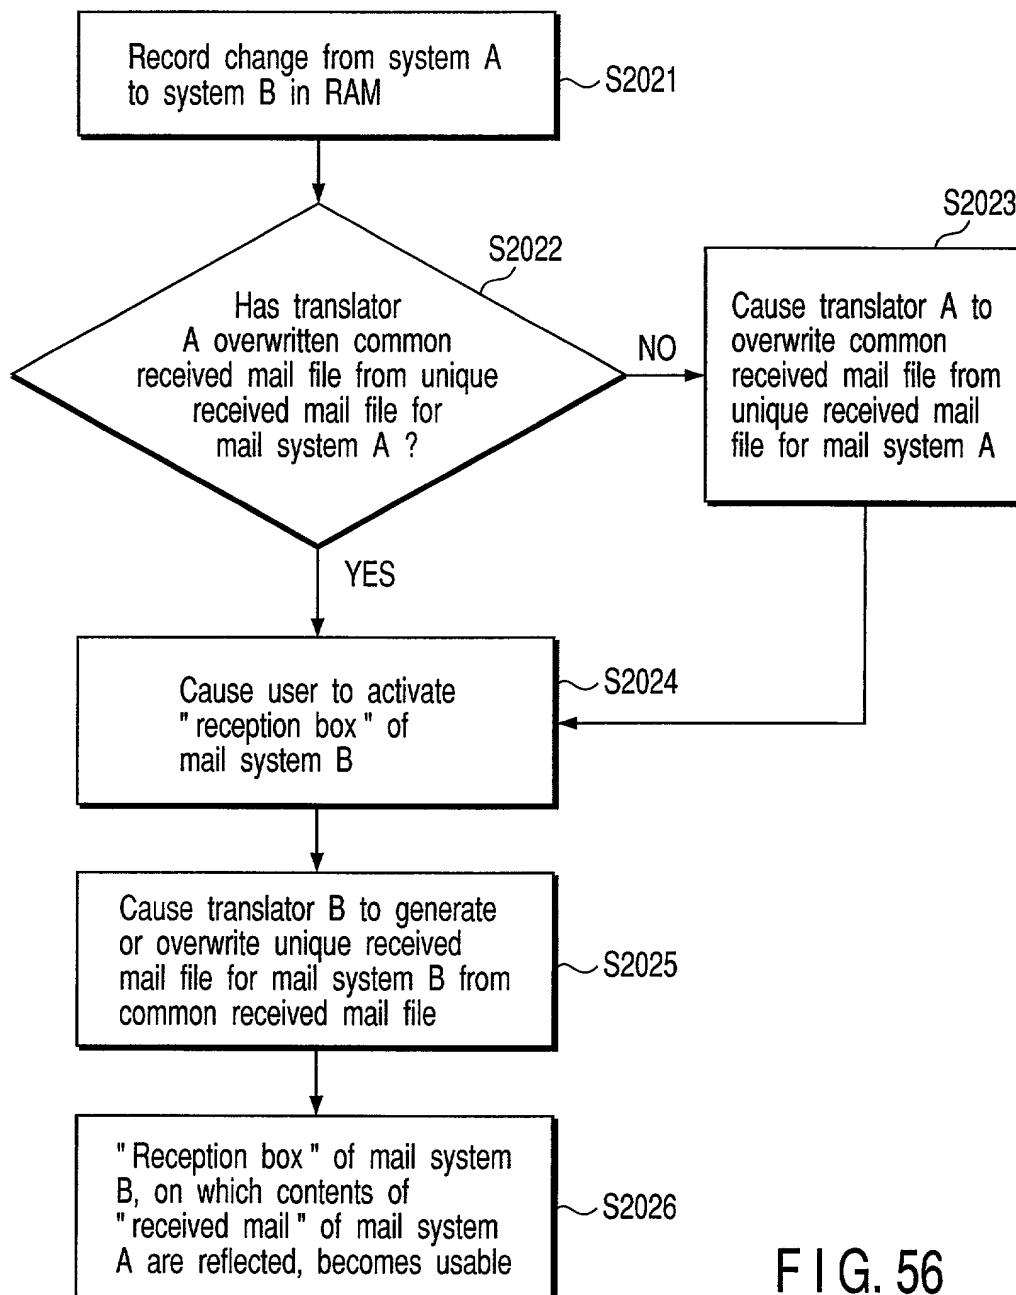 Record change from system A
to system B in RAM
S2021
S2022
Has translator
A overwritten common
received mail file from unique
received mail file for
mail system A ?
NO
S2023
Cause translator A to
overwrite common
received mail file from
unique received mail
file for mail system A
YES
Cause user to activate
"reception box" of
mail system B
S2024
Cause translator B to generate
or overwrite unique received
mail file for mail system B from
common received mail file
S2025
"Reception box" of mail system
B, on which contents of
"received mail" of mail system
A are reflected, becomes usable
S2026
FIG. 56